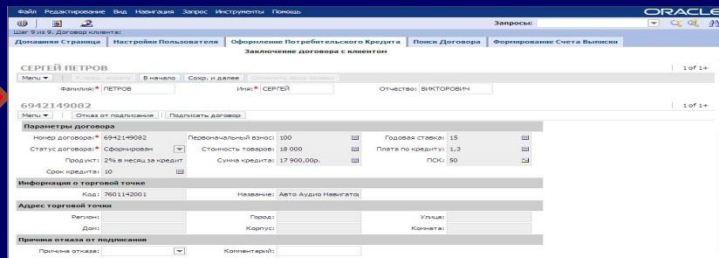 Файл Редактирование Вид Навигация Запрос Инструменты Помощь ORACLE
Запросы:
Шаг 9 из 9. Договор клиента:
Домашняя Страница Настройки Пользователя Оформление Потребительского Кредита Поиск Договора Формирование Счета Выписки
Заключение договора с клиентом
СЕРГЕЙ ПЕТРОВ 1 of 1+
Menu В начало Сохр. и далее
Фамилия:* ПЕТРОВ Имя:* СЕРГЕЙ Отчество: ВИКТОРОВИЧ
6942149082 1 of 1+
Menu Отказ от подписания Подписать договор
Параметры договора
Номер договора:* 6942149082 Первоначальный взнос: 100 Годовая ставка: 15
Статус договора:* Сформирован Стоимость товаров: 18 000 Плата по кредиту: 1,3
Продукт: 2% в месяц за кредит Сумма кредита: 17 900,00р. ПСК: 50
Срок кредита: 10
Информация о торговой точке
Код: 7601142001 Название: Авто Аудио Навигатор
Адрес торговой точки
Регион: Город: Улица:
Дом: Корпус: Комната:
Причина отказа от подписания
Причина отказа: Комментарий: